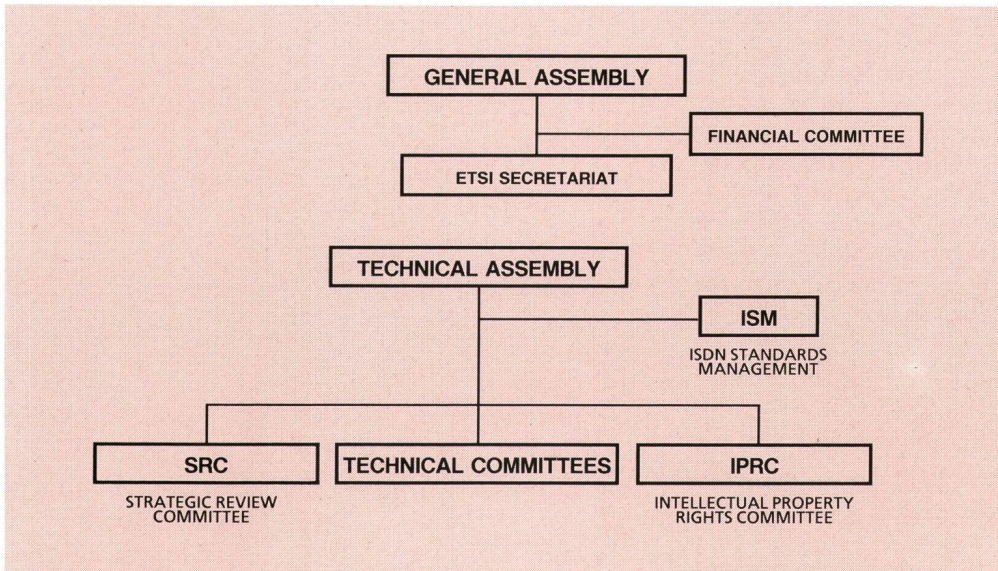 GENERAL ASSEMBLY
FINANCIAL COMMITTEE
ETSI SECRETARIAT
TECHNICAL ASSEMBLY
ISM
ISDN STANDARDS
MANAGEMENT
SRC
STRATEGIC REVIEW
COMMITTEE
TECHNICAL COMMITTEES
IPRC
INTELLECTUAL PROPERTY
RIGHTS COMMITTEE